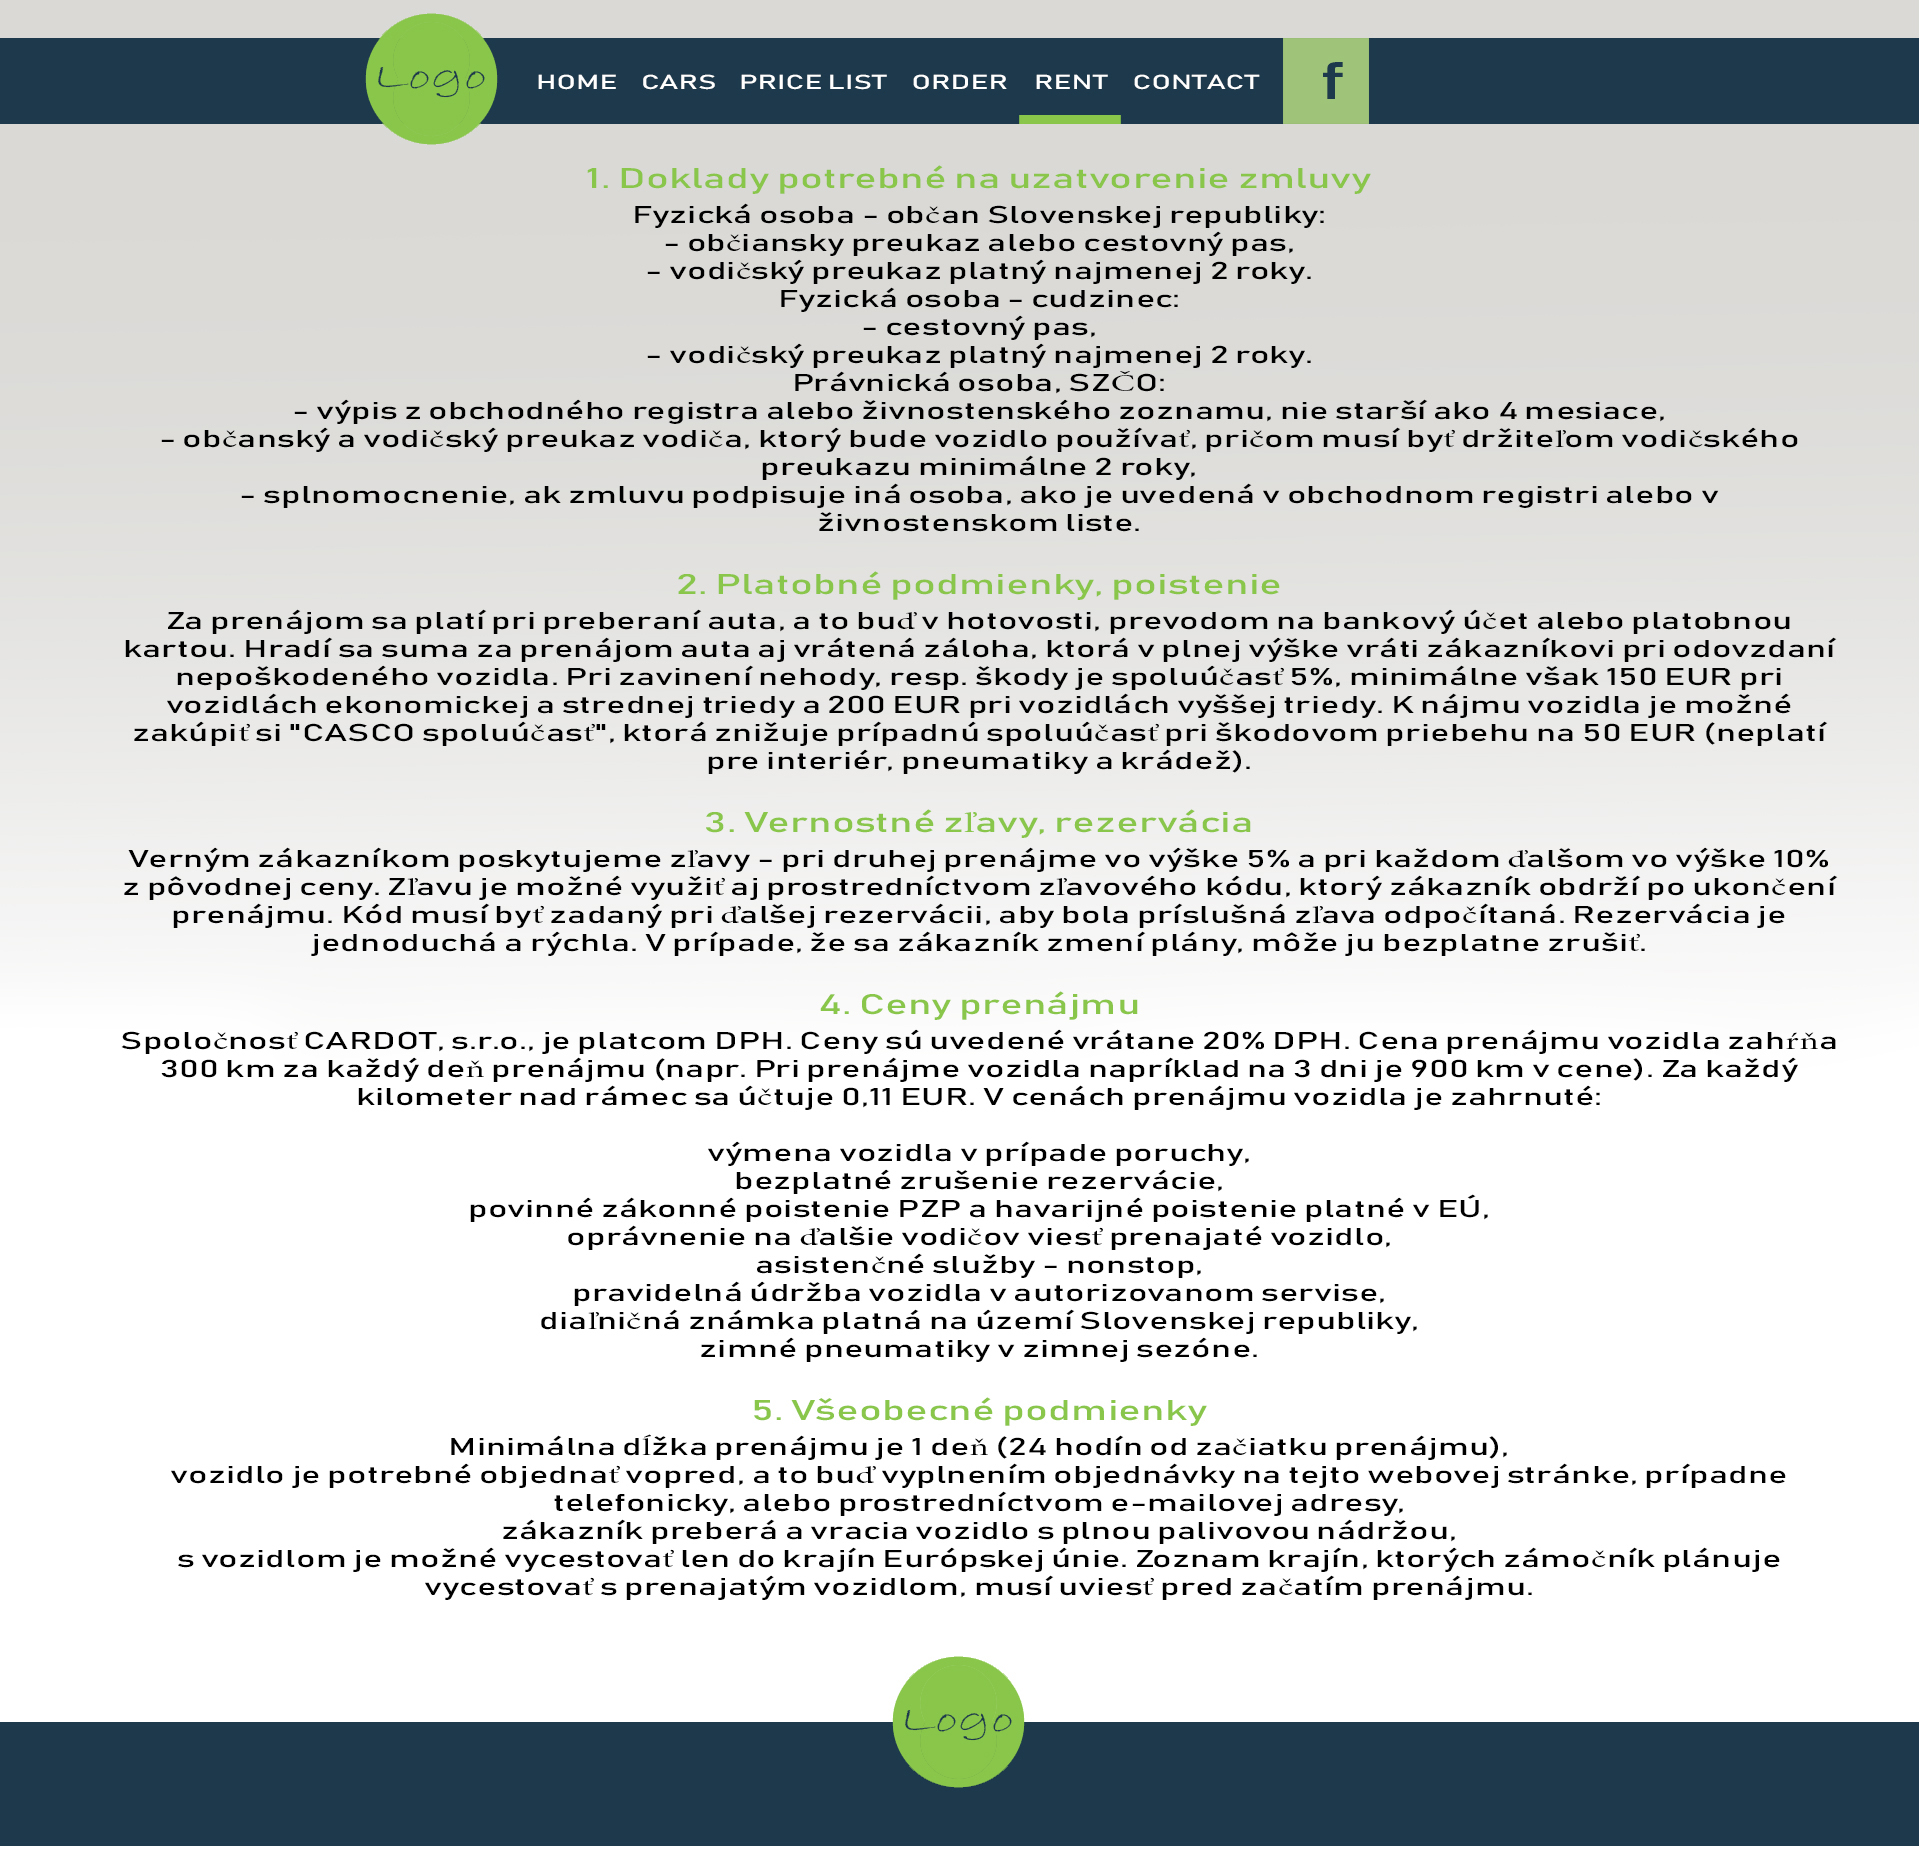 Logo
HOME CARS PRICE LIST ORDER RENT CONTACT f
1. Doklady potrebné na uzatvorenie zmluvy
Fyzická osoba - občan Slovenskej republiky:
- občiansky preukaz alebo cestovný pas,
- vodičský preukaz platný najmenej 2 roky.
Fyzická osoba - cudzinec:
- cestovný pas,
- vodičský preukaz platný najmenej 2 roky.
Právnická osoba, SZČO:
- výpis z obchodného registra alebo živnostenského zoznamu, nie starší ako 4 mesiace,
- občanský a vodičský preukaz vodiča, ktorý bude vozidlo používať, pričom musí byť držiteľom vodičského
preukazu minimálne 2 roky,
- splnomocnenie, ak zmluvu podpisuje iná osoba, ako je uvedená v obchodnom registri alebo v
živnostenskom liste.
2. Platobné podmienky, poistenie
Za prenájom sa platí pri preberaní auta, a to buď v hotovosti, prevodom na bankový účet alebo platobnou
kartou. Hradí sa suma za prenájom auta aj vrátená záloha, ktorá v plnej výške vráti zákazníkovi pri odovzdaní
nepoškodeného vozidla. Pri zavinení nehody, resp. škody je spoluúčasť 5%, minimálne však 150 EUR pri
vozidlách ekonomickej a strednej triedy a 200 EUR pri vozidlách vyššej triedy. K nájmu vozidla je možné
zakúpiť si "CASCO spoluúčasť", ktorá znižuje prípadnú spoluúčasť pri škodovom priebehu na 50 EUR (neplatí
pre interiér, pneumatiky a krádež).
3. Vernostné zľavy, rezervácia
Verným zákazníkom poskytujeme zľavy - pri druhej prenájme vo výške 5% a pri každom ďalšom vo výške 10%
z pôvodnej ceny. Zľavu je možné využiť aj prostredníctvom zľavového kódu, ktorý zákazník obdrží po ukončení
prenájmu. Kód musí byť zadaný pri ďalšej rezervácii, aby bola príslušná zľava odpočítaná. Rezervácia je
jednoduchá a rýchla. V prípade, že sa zákazník zmení plány, môže ju bezplatne zrušiť.
4. Ceny prenájmu
Spoločnosť CARDOT, s.r.o., je platcom DPH. Ceny sú uvedené vrátane 20% DPH. Cena prenájmu vozidla zahŕňa
300 km za každý deň prenájmu (napr. Pri prenájme vozidla napríklad na 3 dni je 900 km v cene). Za každý
kilometer nad rámec sa účtuje 0,11 EUR. V cenách prenájmu vozidla je zahrnuté:
výmena vozidla v prípade poruchy,
bezplatné zrušenie rezervácie,
povinné zákonné poistenie PZP a havarijné poistenie platné v EÚ,
oprávnenie na ďalšie vodičov viesť prenajaté vozidlo,
asistenčné služby - nonstop,
pravidelná údržba vozidla v autorizovanom servise,
diaľničná známka platná na území Slovenskej republiky,
zimné pneumatiky v zimnej sezóne.
5. Všeobecné podmienky
Minimálna dĺžka prenájmu je 1 deň (24 hodín od začiatku prenájmu),
vozidlo je potrebné objednať vopred, a to buď vyplnením objednávky na tejto webovej stránke, prípadne
telefonicky, alebo prostredníctvom e-mailovej adresy,
zákazník preberá a vracia vozidlo s plnou palivovou nádržou,
s vozidlom je možné vycestovať len do krajín Európskej únie. Zoznam krajín, ktorých zámočník plánuje
vycestovať s prenajatým vozidlom, musí uviesť pred začatím prenájmu.
Logo